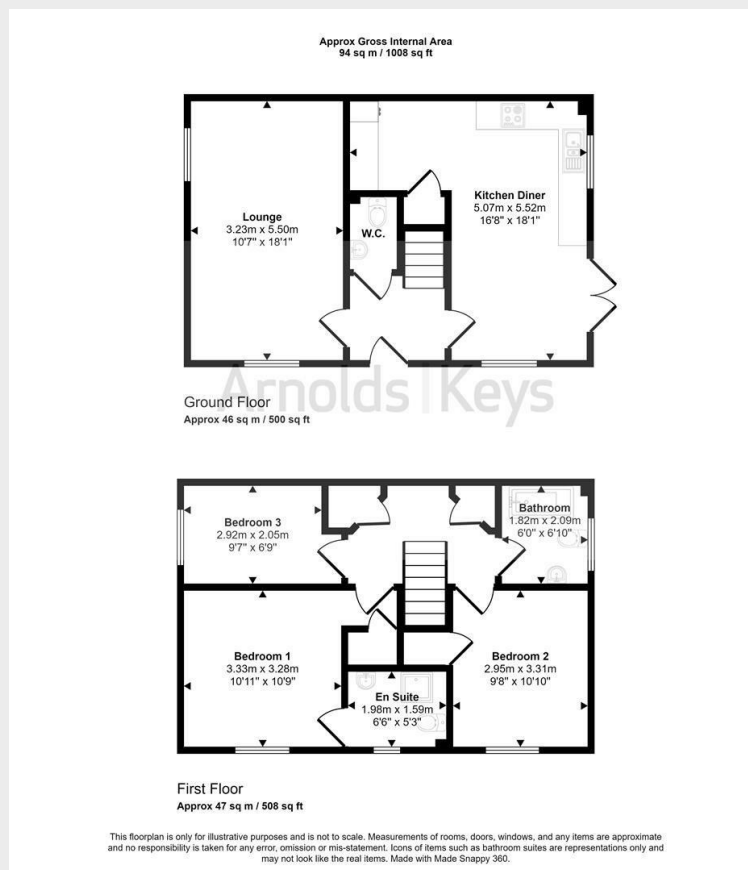 Approx Gross Internal Area
94 sq m / 1008 sq ft
Lounge
3.23m x 5.50m
10'7" x 18'1"
W.C.
Kitchen Diner
5.07m x 5.52m
16'8" x 18'1"
Arnolds | Keys
Ground Floor
Approx 46 sq m / 500 sq ft
Bedroom 3
2.92m x 2.05m
9'7" x 6'9"
Bathroom
1.82m x 2.09m
6'0" x 6'10"
Bedroom 1
3.33m x 3.28m
10'11" x 10'9"
En Suite
1.98m x 1.59m
6'6" x 5'3"
Bedroom 2
2.95m x 3.31m
9'8" x 10'10"
First Floor
Approx 47 sq m / 508 sq ft
This floorplan is only for illustrative purposes and is not to scale. Measurements of rooms, doors, windows, and any items are approximate
and no responsibility is taken for any error, omission or mis-statement. Icons of items such as bathroom suites are representations only and
may not look like the real items. Made with Made Snappy 360.